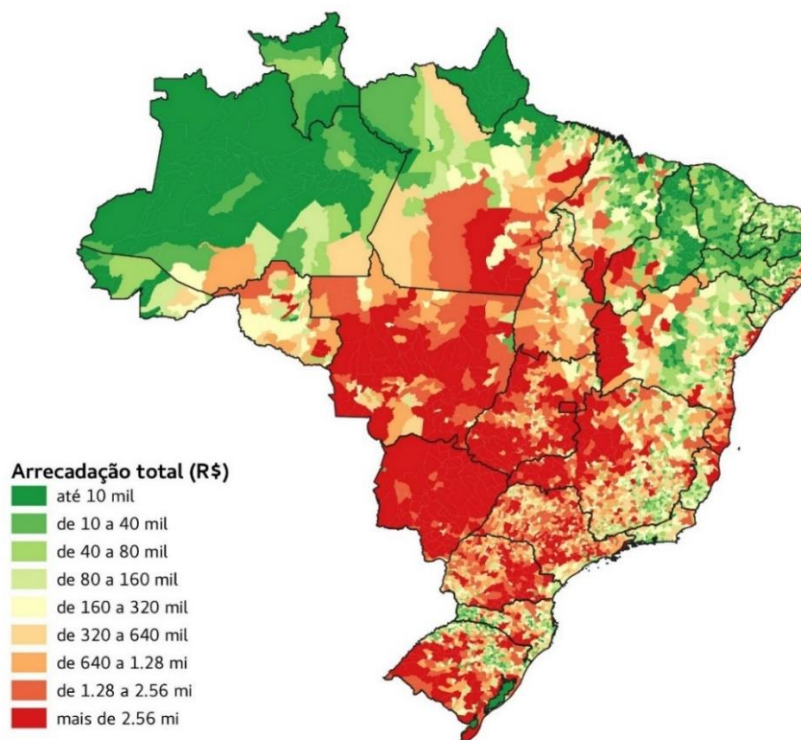 Arrecadação total (R$)
até 10 mil
de 10 a 40 mil
de 40 a 80 mil
de 80 a 160 mil
de 160 a 320 mil
de 320 a 640 mil
de 640 a 1.28 mi
de 1.28 a 2.56 mi
mais de 2.56 mi